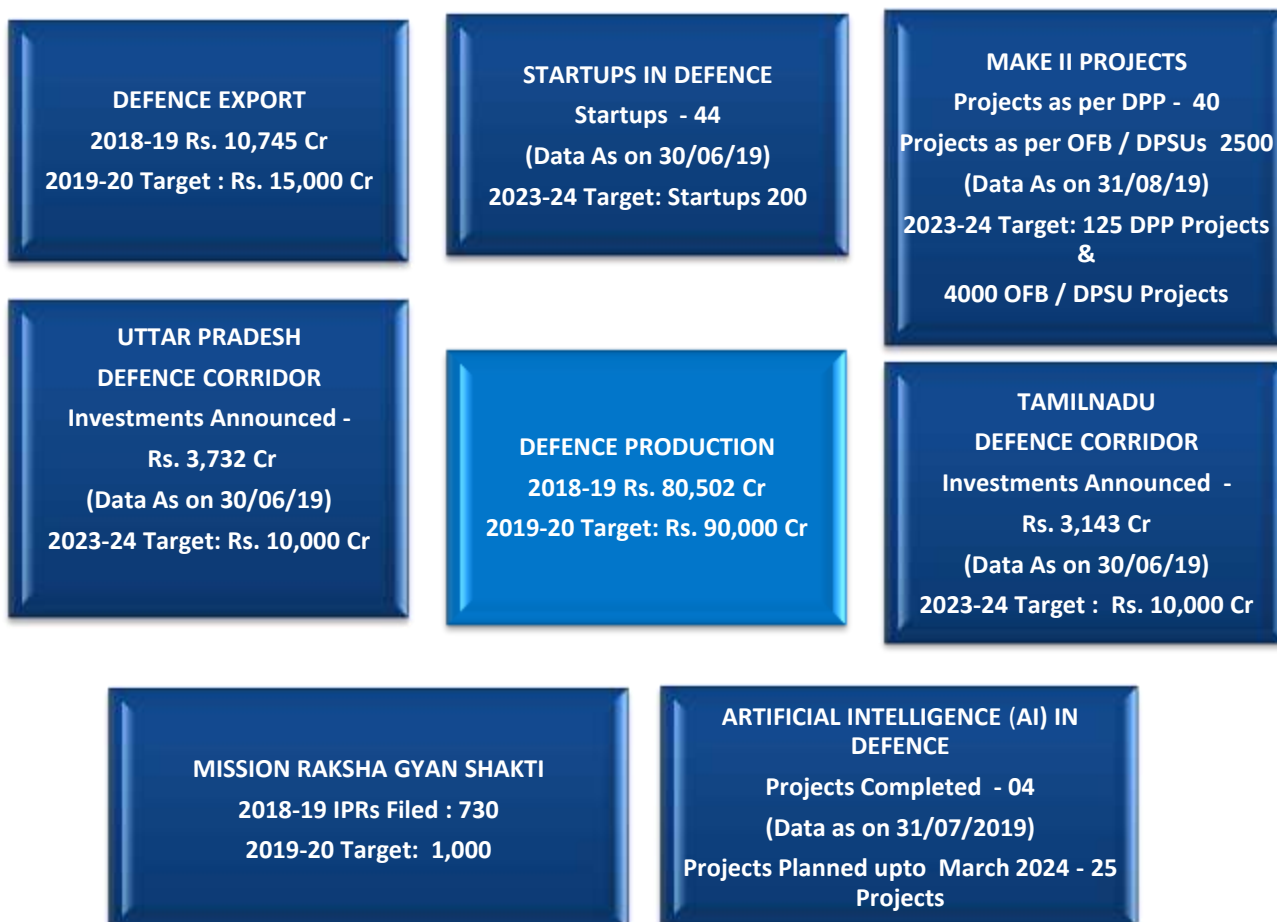 DEFENCE EXPORT
2018-19 Rs. 10,745 Cr
2019-20 Target : Rs. 15,000 Cr
STARTUPS IN DEFENCE
Startups - 44
(Data As on 30/06/19)
2023-24 Target: Startups 200
MAKE II PROJECTS
Projects as per DPP - 40
Projects as per OFB / DPSUs 2500
(Data As on 31/08/19)
2023-24 Target: 125 DPP Projects
&
4000 OFB / DPSU Projects
UTTAR PRADESH
DEFENCE CORRIDOR
Investments Announced -
Rs. 3,732 Cr
(Data As on 30/06/19)
2023-24 Target: Rs. 10,000 Cr
DEFENCE PRODUCTION
2018-19 Rs. 80,502 Cr
2019-20 Target: Rs. 90,000 Cr
TAMILNADU
DEFENCE CORRIDOR
Investments Announced -
Rs. 3,143 Cr
(Data As on 30/06/19)
2023-24 Target : Rs. 10,000 Cr
MISSION RAKSHA GYAN SHAKTI
2018-19 IPRs Filed : 730
2019-20 Target: 1,000
ARTIFICIAL INTELLIGENCE (AI) IN
DEFENCE
Projects Completed - 04
(Data as on 31/07/2019)
Projects Planned upto March 2024 - 25
Projects